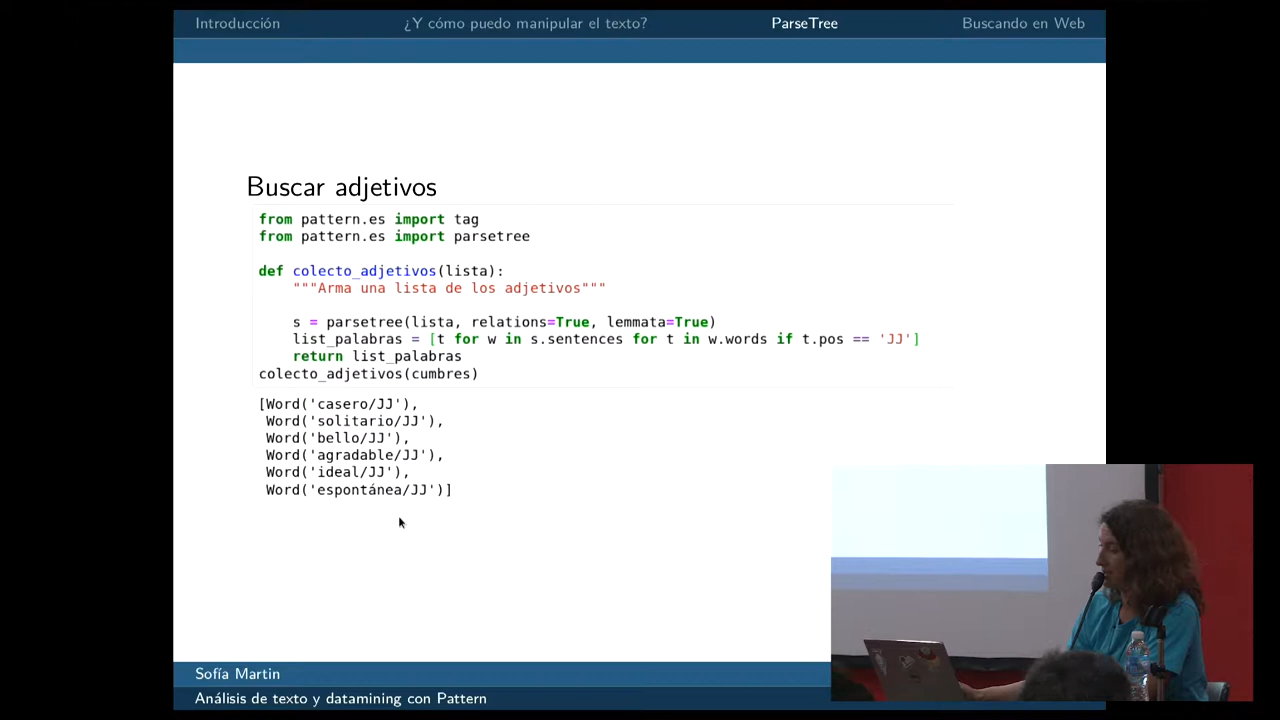 Introducción ¿Y cómo puedo manipular el texto? ParseTree Buscando en Web
Buscar adjetivos
from pattern.es import tag
from pattern.es import parsetree
def colecto_adjetivos(lista):
"""Arma una lista de los adjetivos"""
s = parsetree(lista, relations=True, lemmata=True)
list_palabras = [t for w in s.sentences for t in w.words if t.pos == 'JJ']
return list_palabras
colecto_adjetivos(cumbres)
[Word('casero/JJ'),
Word('solitario/JJ'),
Word('bello/JJ'),
Word('agradable/JJ'),
Word('ideal/JJ'),
Word('espontánea/JJ')]
Sofía Martin
Análisis de texto y datamining con Pattern